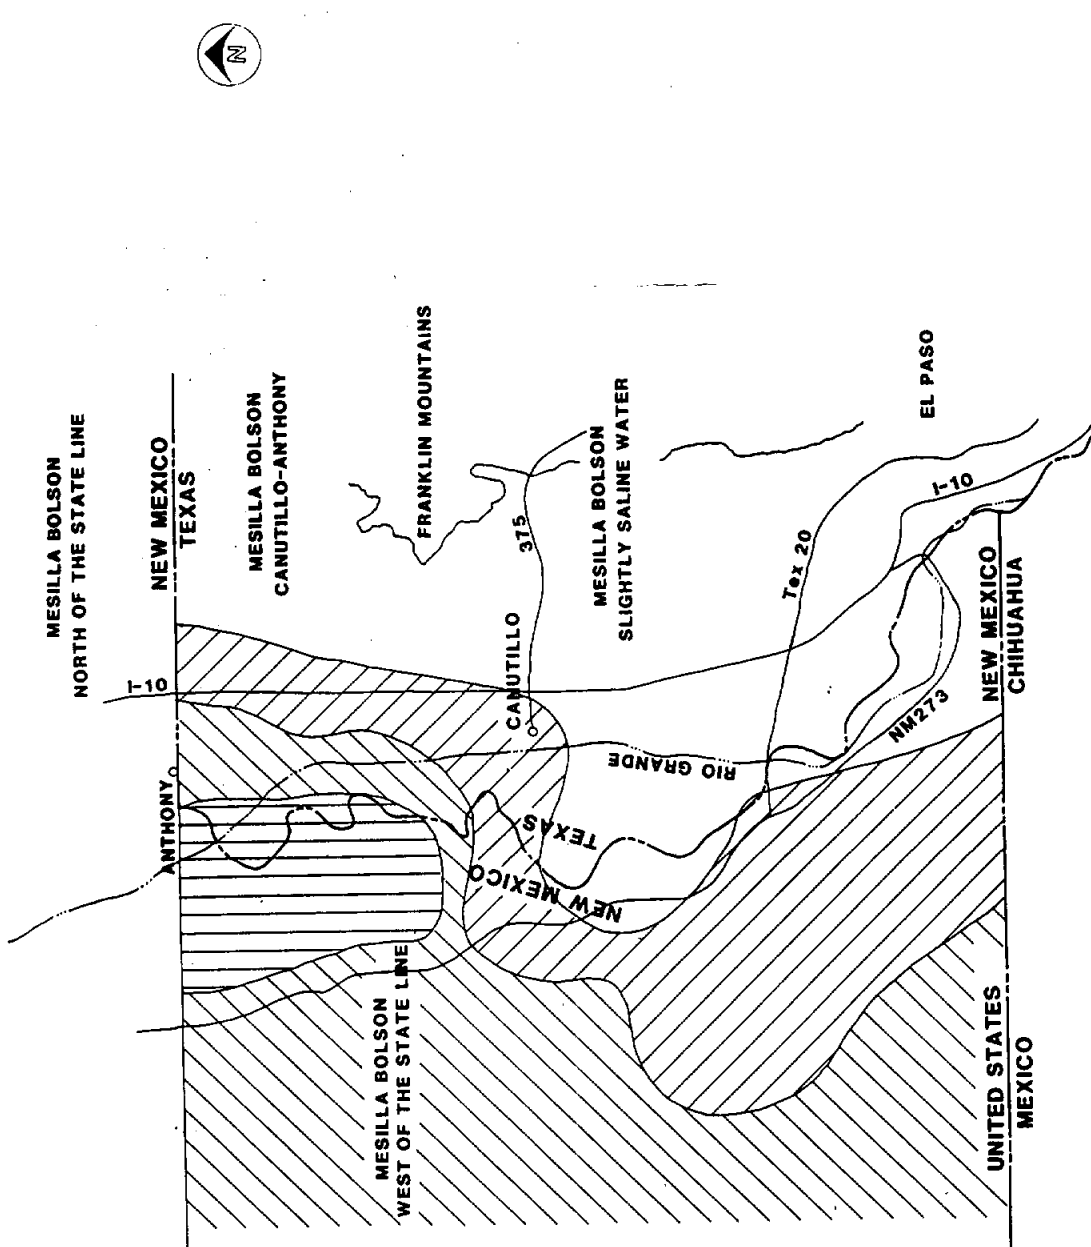 N
MESILLA BOLSON
NORTH OF THE STATE LINE
NEW MEXICO
TEXAS
MESILLA BOLSON
CANUTILLO-ANTHONY
FRANKLIN MOUNTAINS
I-10
ANTHONY
375
CANUTILLO
MESILLA BOLSON
SLIGHTLY SALINE WATER
EL PASO
I-10
Tex 20
RIO GRANDE
TEXAS
NEW MEXICO
NM273
NEW MEXICO
CHIHUAHUA
MESILLA BOLSON
WEST OF THE STATE LINE
UNITED STATES
MEXICO